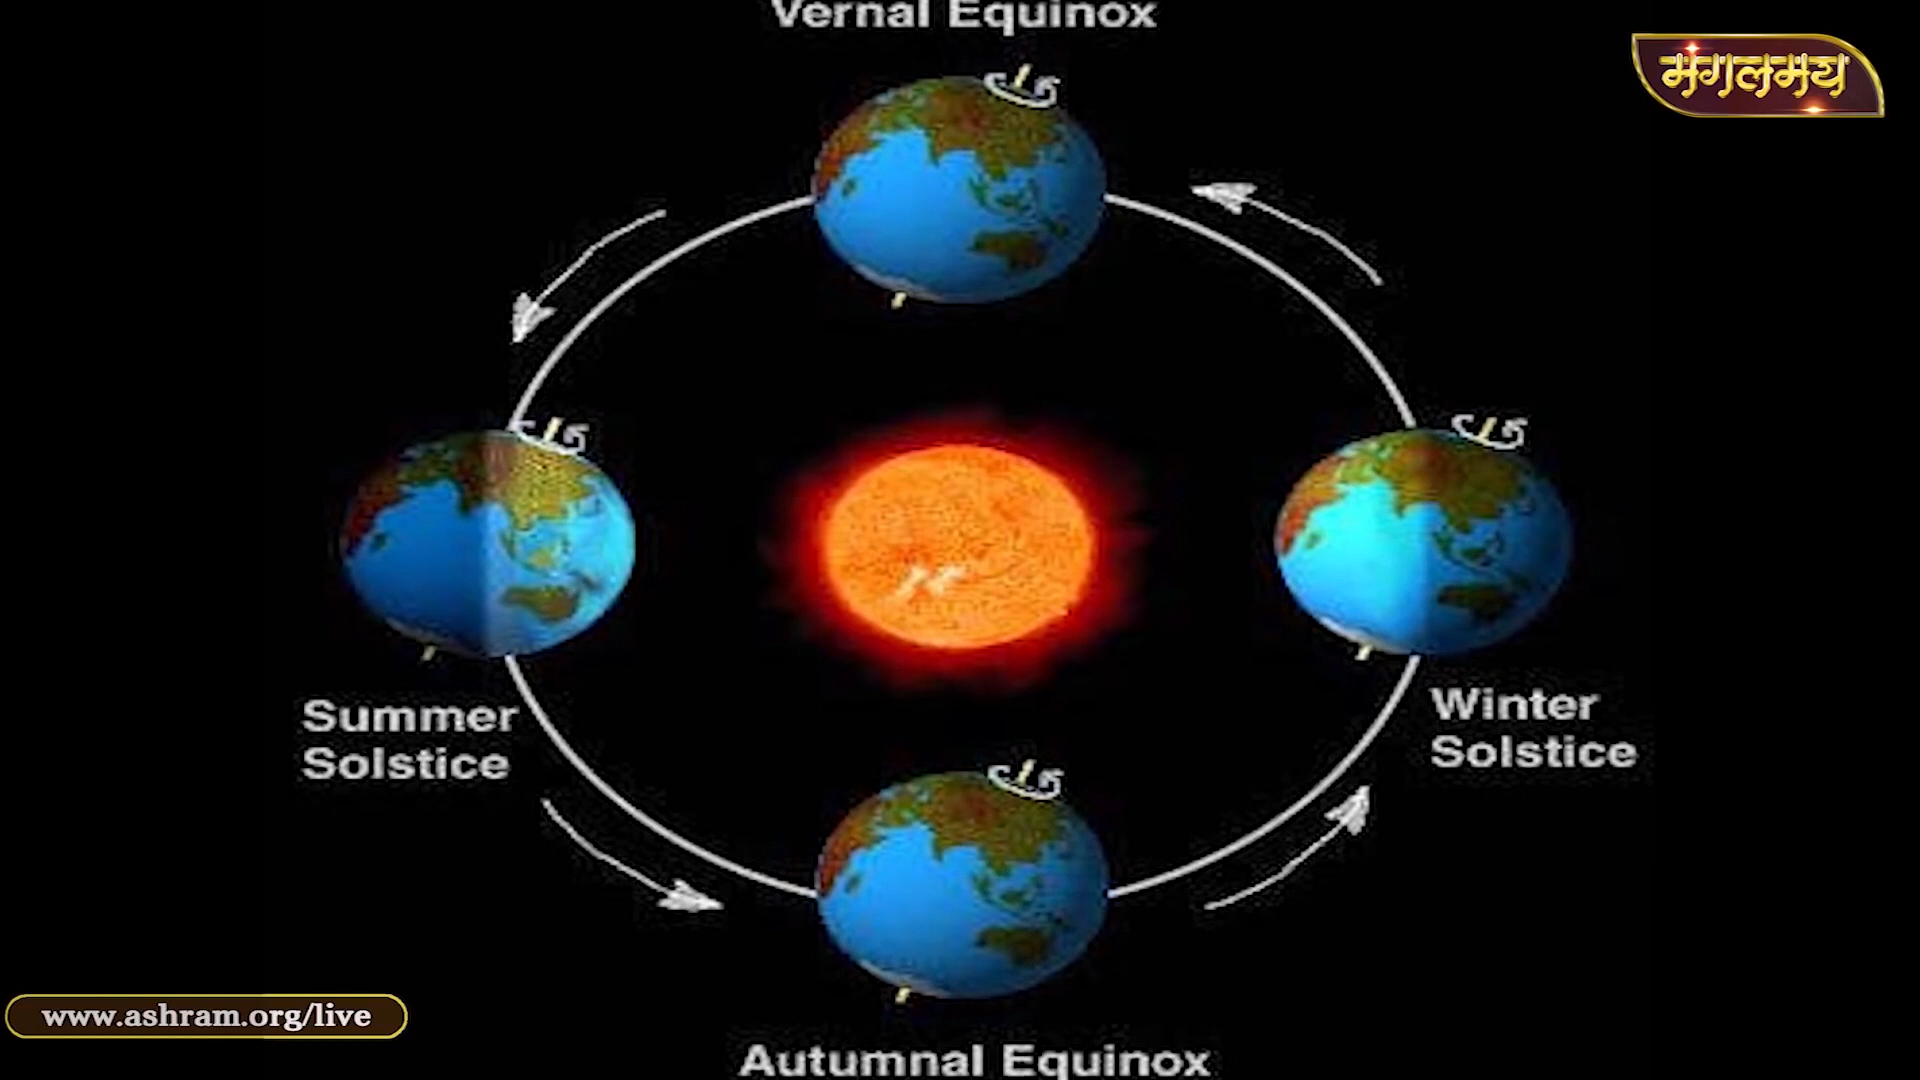 Vernal Equinox
मंगलमय
Summer
Solstice
Winter
Solstice
www.ashram.org/live
Autumnal Equinox